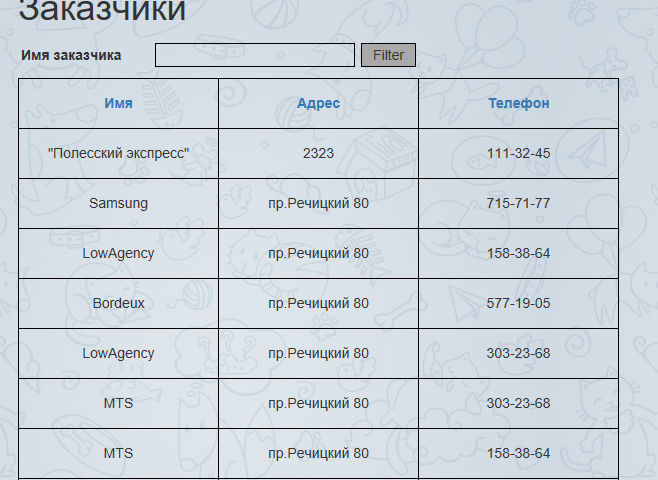 Заказчики
Имя заказчика Filter
Имя Адрес Телефон
"Полесский экспресс" 2323 111-32-45
Samsung пр.Речицкий 80 715-71-77
LowAgency пр.Речицкий 80 158-38-64
Bordeux пр.Речицкий 80 577-19-05
LowAgency пр.Речицкий 80 303-23-68
MTS пр.Речицкий 80 303-23-68
MTS пр.Речицкий 80 158-38-64